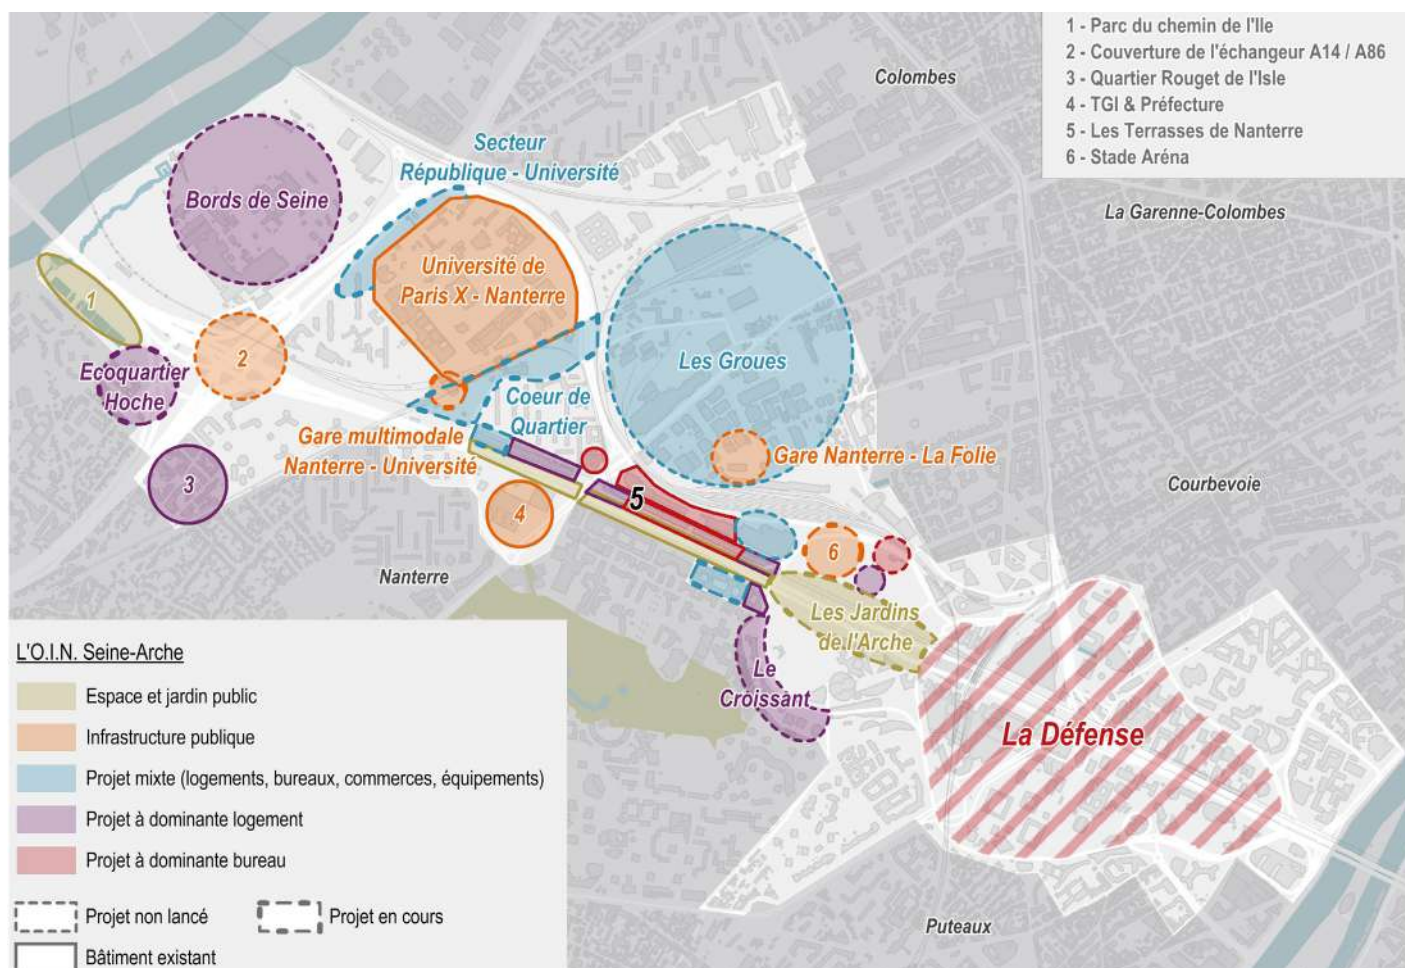 1 - Parc du chemin de l'Ile
2 - Couverture de l'échangeur A14 / A86
3 - Quartier Rouget de l'Isle
4 - TGI & Préfecture
5 - Les Terrasses de Nanterre
6 - Stade Aréna
Colombes
Secteur
République - Université
Bords de Seine
La Garenne-Colombes
Université de
Paris X - Nanterre
1
2
Les Groues
Ecoquartier
Hoche
Coeur de
Quartier
Gare multimodale
Nanterre - Université
Gare Nanterre - La Folie
3
5
Courbevoie
4
6
Nanterre
Les Jardins
de l'Arche
Le
Croissant
La Défense
Puteaux
L'O.I.N. Seine-Arche
Espace et jardin public
Infrastructure publique
Projet mixte (logements, bureaux, commerces, équipements)
Projet à dominante logement
Projet à dominante bureau
Projet non lancé
Projet en cours
Bâtiment existant